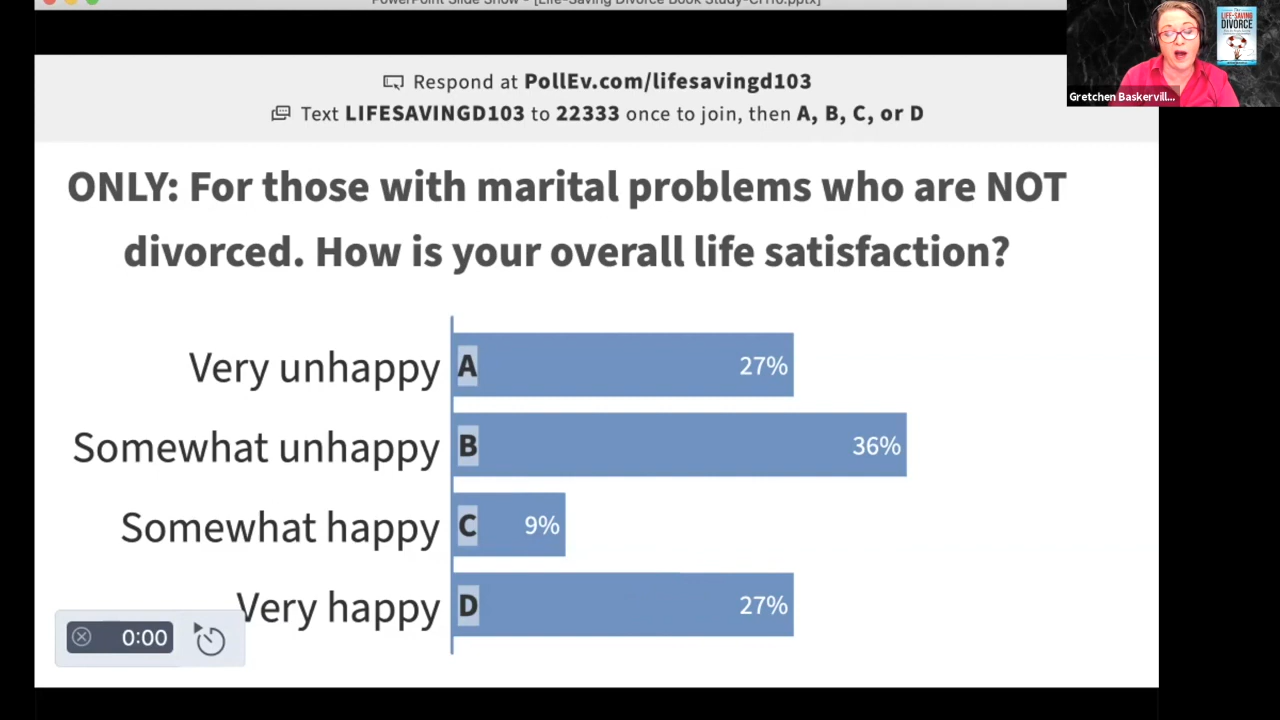 PowerPoint Slide Show - [Life-Saving Divorce Book Study-CH10.pptx]
Respond at PollEv.com/lifesavingd103
Text LIFESAVINGD103 to 22333 once to join, then A, B, C, or D
The
LIFE-SAVING
DIVORCE
Gretchen Baskervill...
ONLY: For those with marital problems who are NOT
divorced. How is your overall life satisfaction?
Very unhappy A 27%
Somewhat unhappy B 36%
Somewhat happy C 9%
Very happy D 27%
0:00